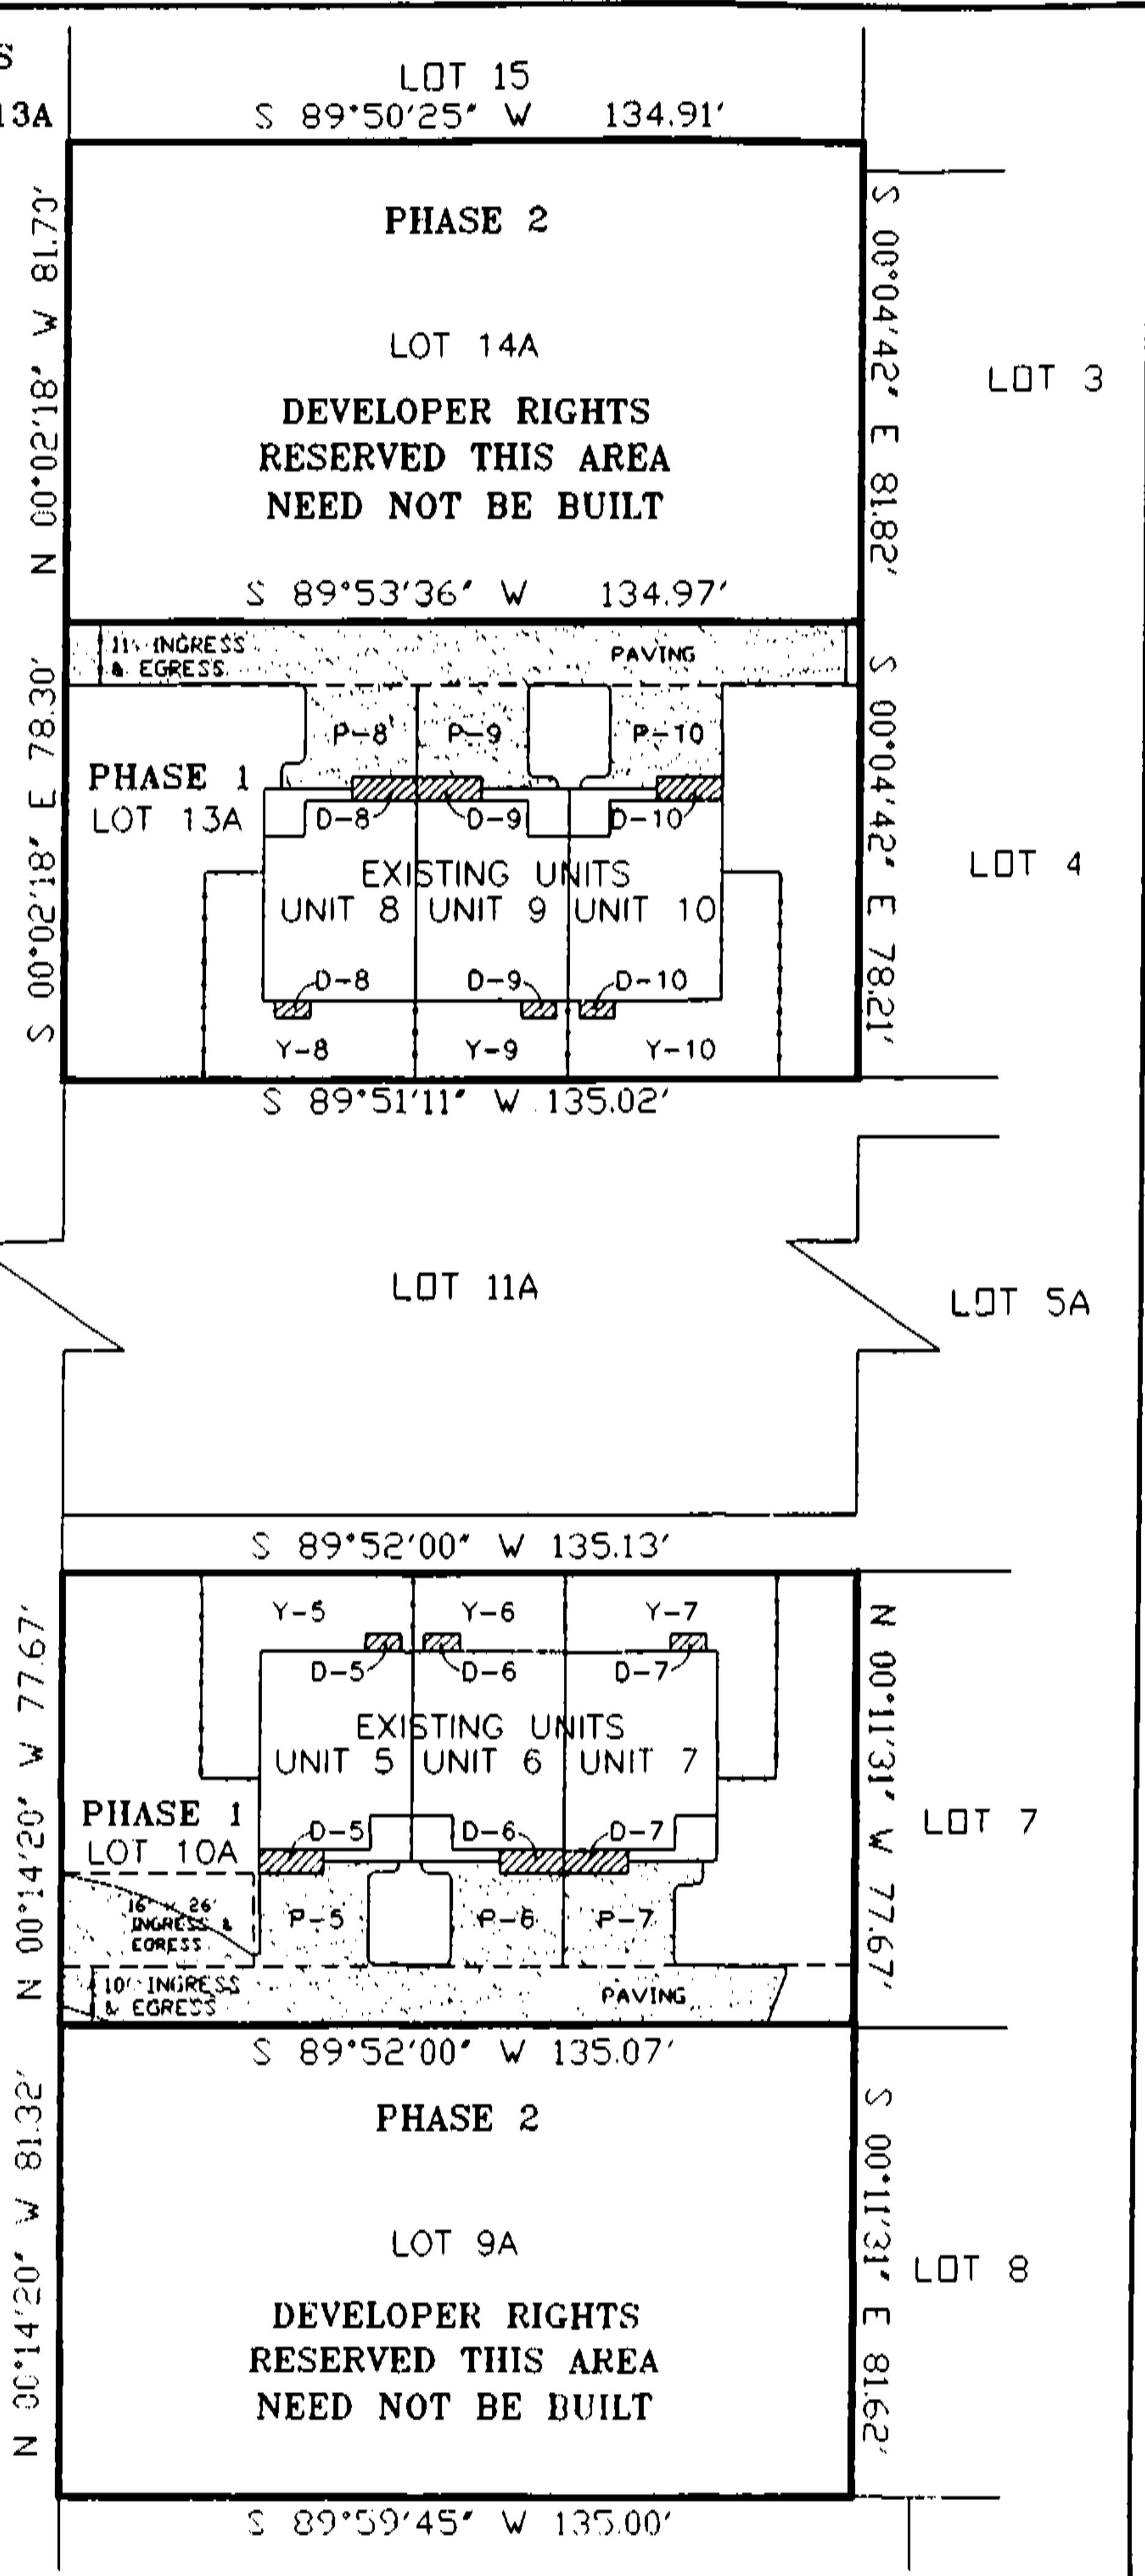 S
13A
LOT 15
S 89°50'25" W 134.91'
N 00°02'18" W 81.70'
PHASE 2
LOT 14A
DEVELOPER RIGHTS
RESERVED THIS AREA
NEED NOT BE BUILT
S 00°04'42" E 81.82'
LOT 3
S 89°53'36" W 134.97'
11' INGRESS
& EGRESS
PAVING
S 00°02'18" E 78.30'
P-8
P-9
P-10
PHASE 1
LOT 13A
D-8
D-9
D-10
EXISTING UNITS
UNIT 8 UNIT 9 UNIT 10
D-8
D-9
D-10
Y-8
Y-9
Y-10
S 00°04'42" E 78.21'
LOT 4
S 89°51'11" W 135.02'
LOT 11A
LOT 5A
S 89°52'00" W 135.13'
N 00°14'20" W 77.67'
Y-5
Y-6
Y-7
D-5
D-6
D-7
EXISTING UNITS
UNIT 5 UNIT 6 UNIT 7
PHASE 1
LOT 10A
D-5
D-6
D-7
16' x 26'
INGRESS &
EGRESS
P-5
P-6
P-7
10' INGRESS
& EGRESS
PAVING
N 00°11'31" W 77.67'
LOT 7
S 89°52'00" W 135.07'
N 00°14'20" W 81.32'
PHASE 2
LOT 9A
DEVELOPER RIGHTS
RESERVED THIS AREA
NEED NOT BE BUILT
S 00°11'31" E 81.62'
LOT 8
S 89°59'45" W 135.00'